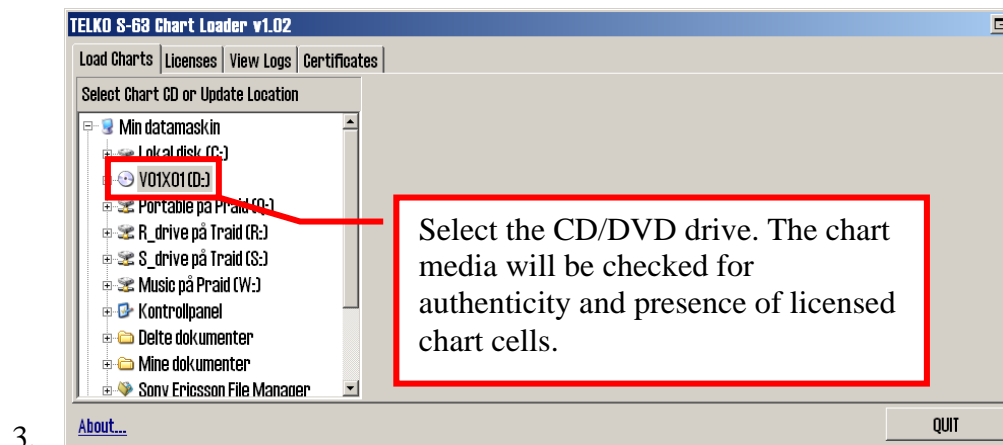 TELKO S-63 Chart Loader v1.02
Load Charts Licenses View Logs Certificates
Select Chart CD or Update Location
Min datamaskin
Lokal disk (C:)
V01X01 (D:)
Portable på Praid (Q:)
R_drive på Traid (R:)
S_drive på Traid (S:)
Music på Praid (W:)
Kontrollpanel
Delte dokumenter
Mine dokumenter
Sony Ericsson File Manager
Select the CD/DVD drive. The chart
media will be checked for
authenticity and presence of licensed
chart cells.
About...
QUIT
3.